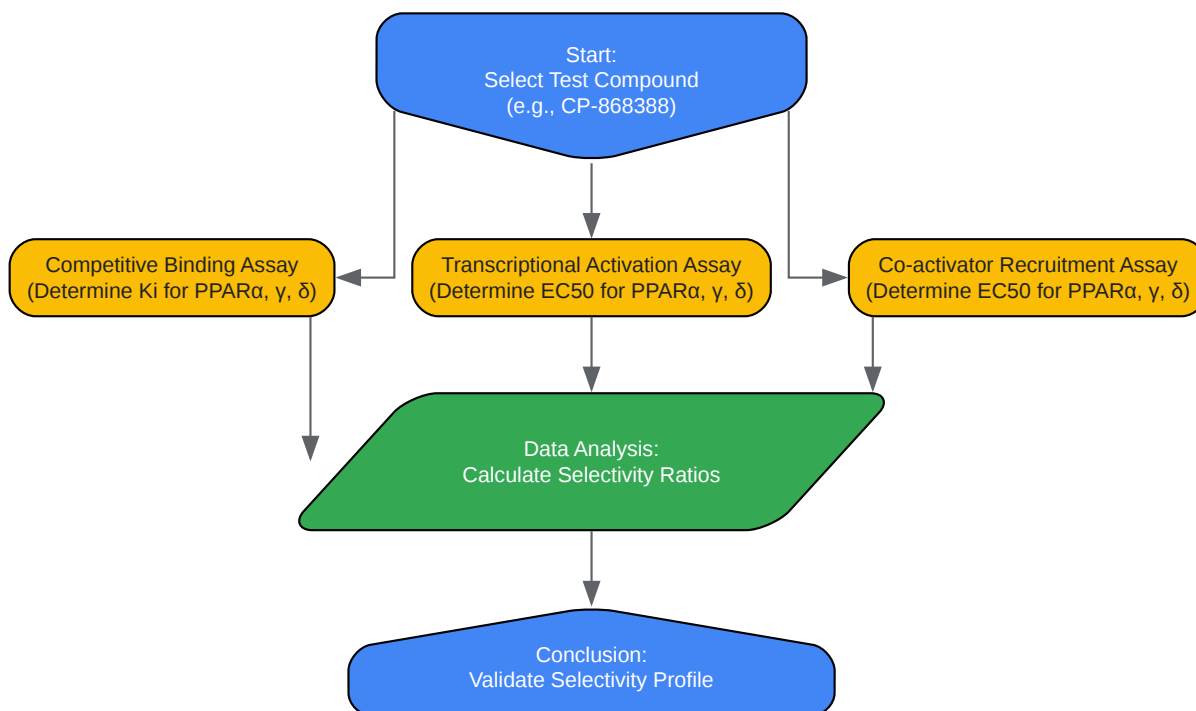 Start:
Select Test Compound
(e.g., CP-868388)
Competitive Binding Assay
(Determine Ki for PPARα, γ, δ)
Transcriptional Activation Assay
(Determine EC50 for PPARα, γ, δ)
Co-activator Recruitment Assay
(Determine EC50 for PPARα, γ, δ)
Data Analysis:
Calculate Selectivity Ratios
Conclusion:
Validate Selectivity Profile